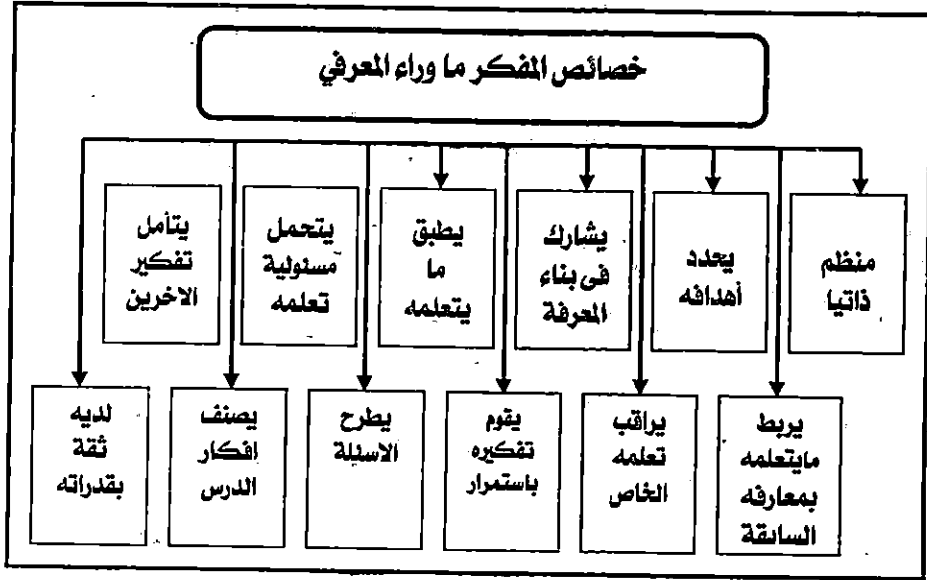 خصائص المفكر ما وراء المعرفي
منظم
ذاتيا
يحدد
أهدافه
يشارك
فى بناء
المعرفة
يطبق
ما
يتعلمه
يتحمل
مسئولية
تعلمه
يتأمل
تفكير
الاخرين
يربط
مايتعلمه
بمعارفه
السابقة
يراقب
تعلمه
الخاص
يقوم
تفكيره
باستمرار
يطرح
الاسئلة
يصنف
افكار
الدرس
لديه
ثقة
بقدراته